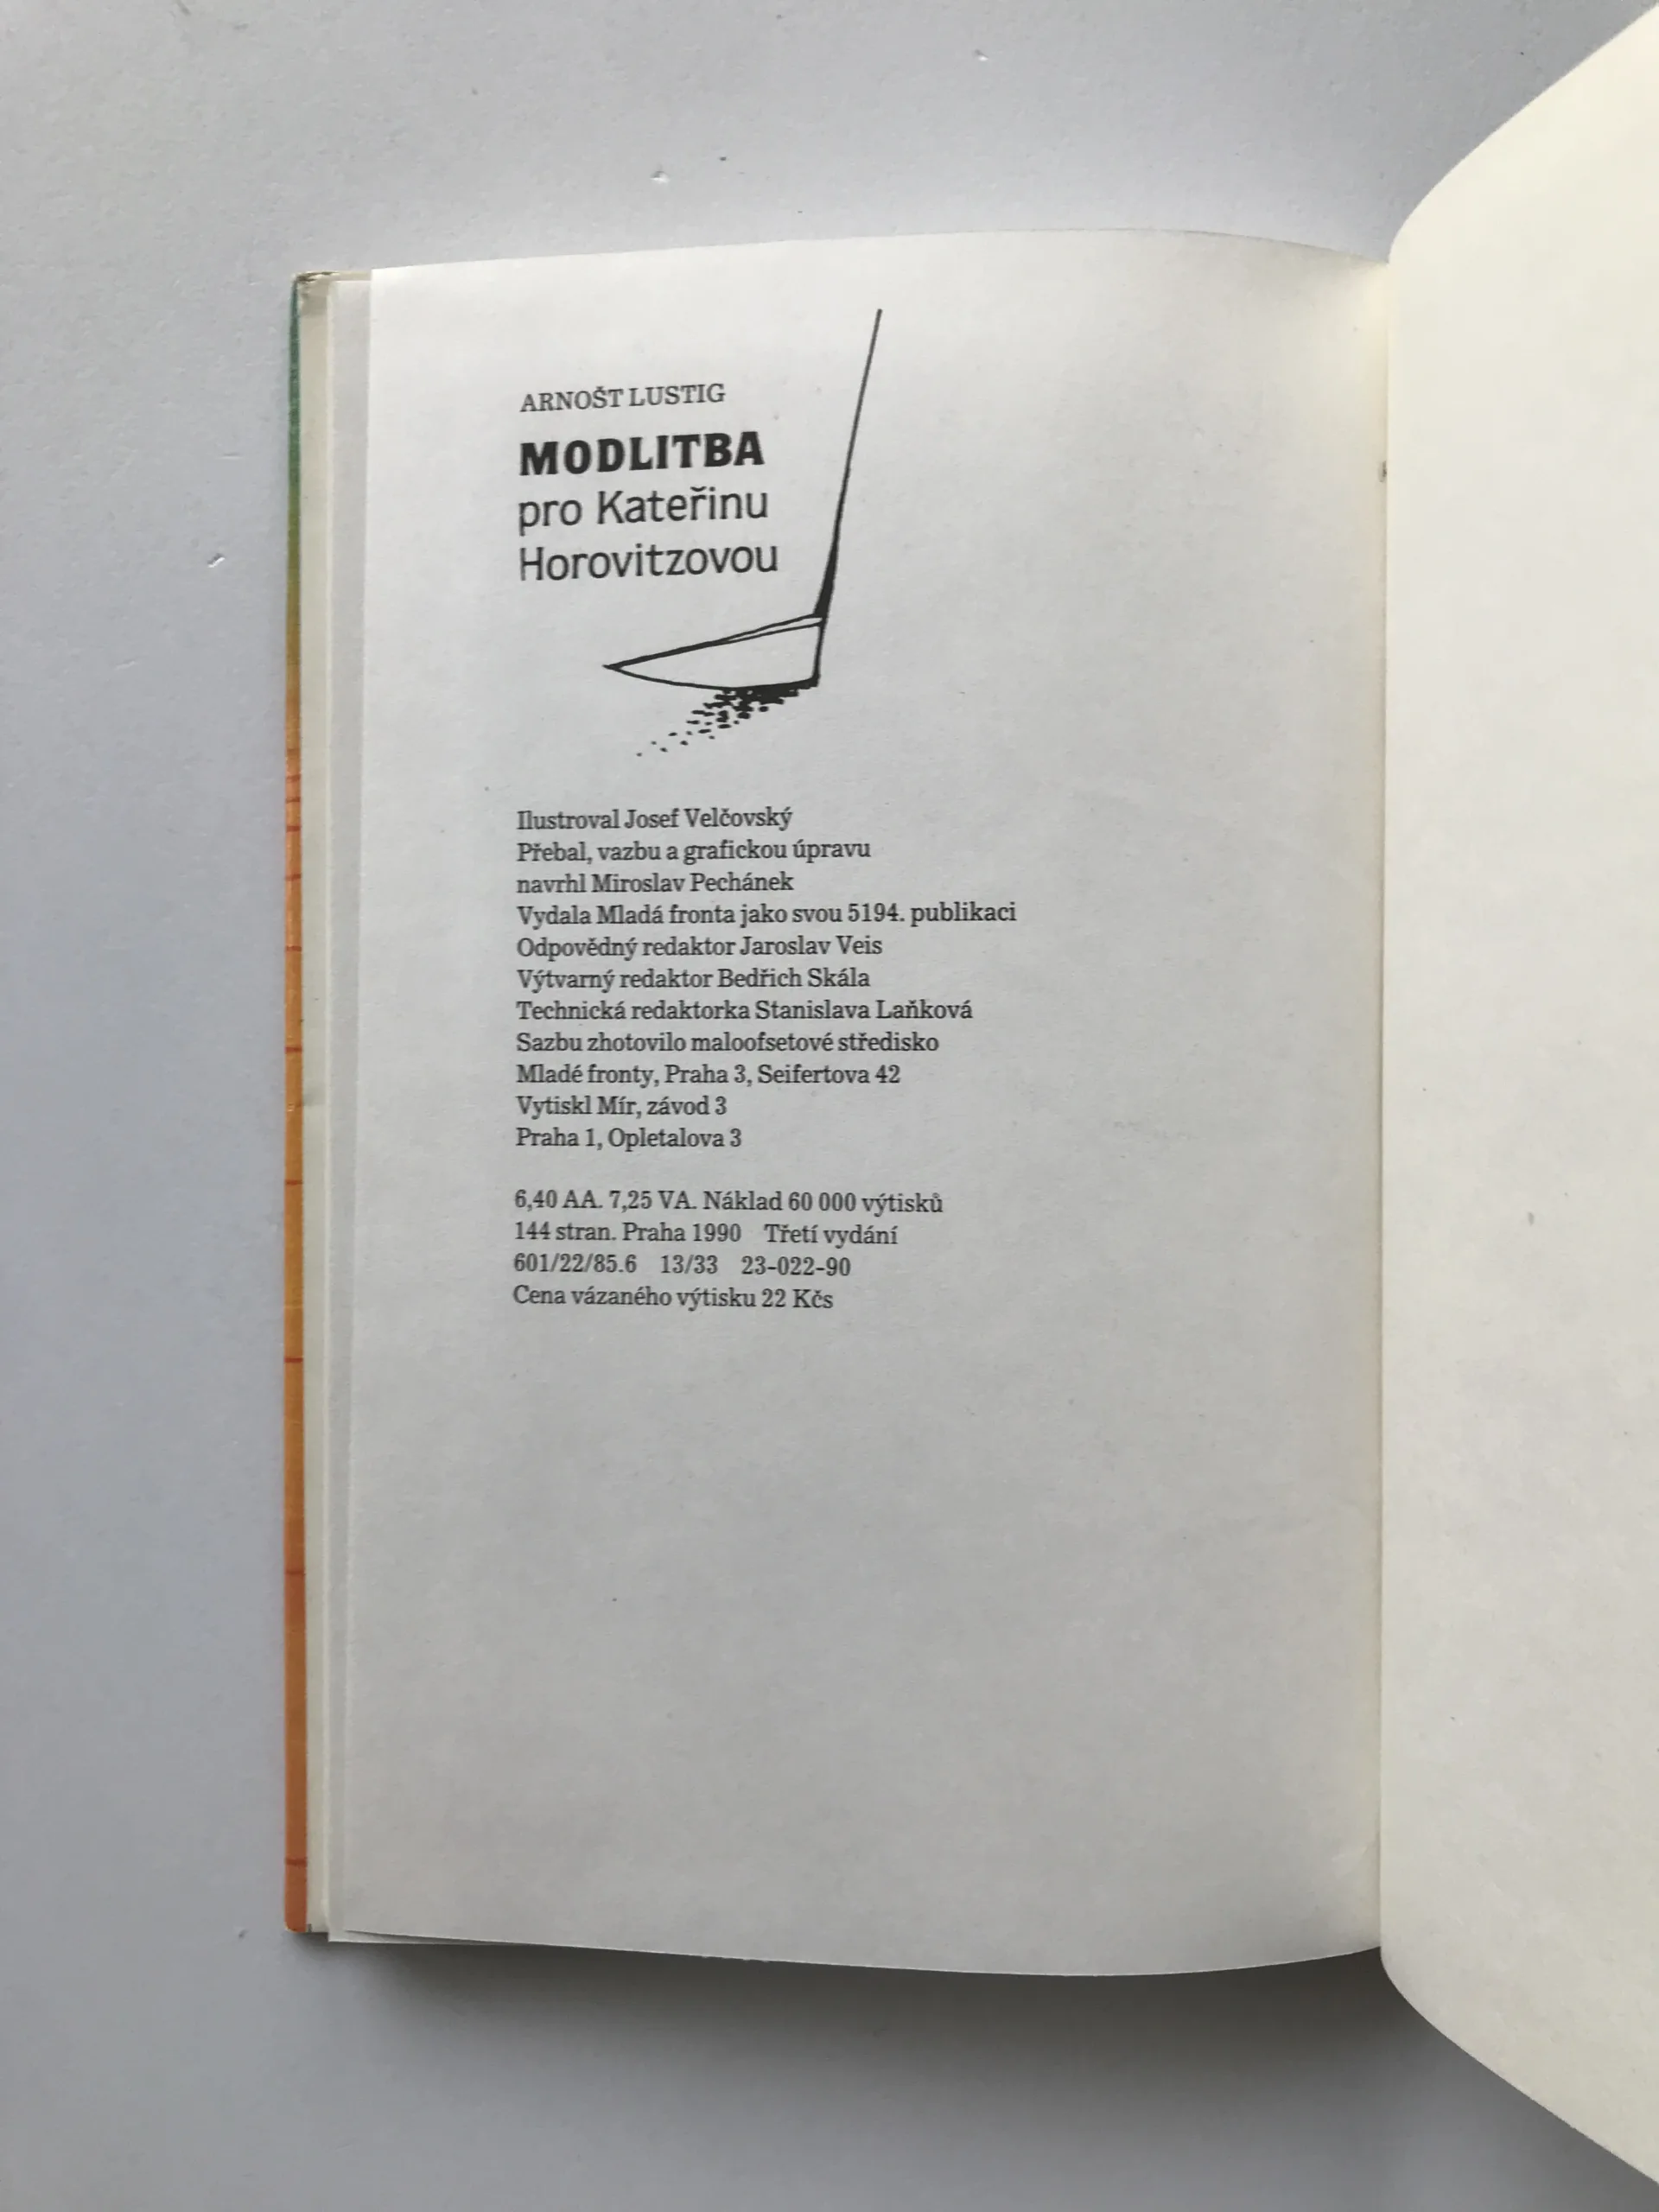 ARNOŠT LUSTIG
MODLITBA
pro Kateřinu
Horovitzovou
Ilustroval Josef Velčovský
Přebal, vazbu a grafickou úpravu
navrhl Miroslav Pechánek
Vydala Mladá fronta jako svou 5194. publikaci
Odpovědný redaktor Jaroslav Veis
Výtvarný redaktor Bedřich Skála
Technická redaktorka Stanislava Laňková
Sazbu zhotovilo maloofsetové středisko
Mladé fronty, Praha 3, Seifertova 42
Vytiskl Mír, závod 3
Praha 1, Opletalova 3
6,40 AA. 7,25 VA. Náklad 60 000 výtisků
144 stran. Praha 1990 Třetí vydání
601/22/85.6 13/33 23-022-90
Cena vázaného výtisku 22 Kčs